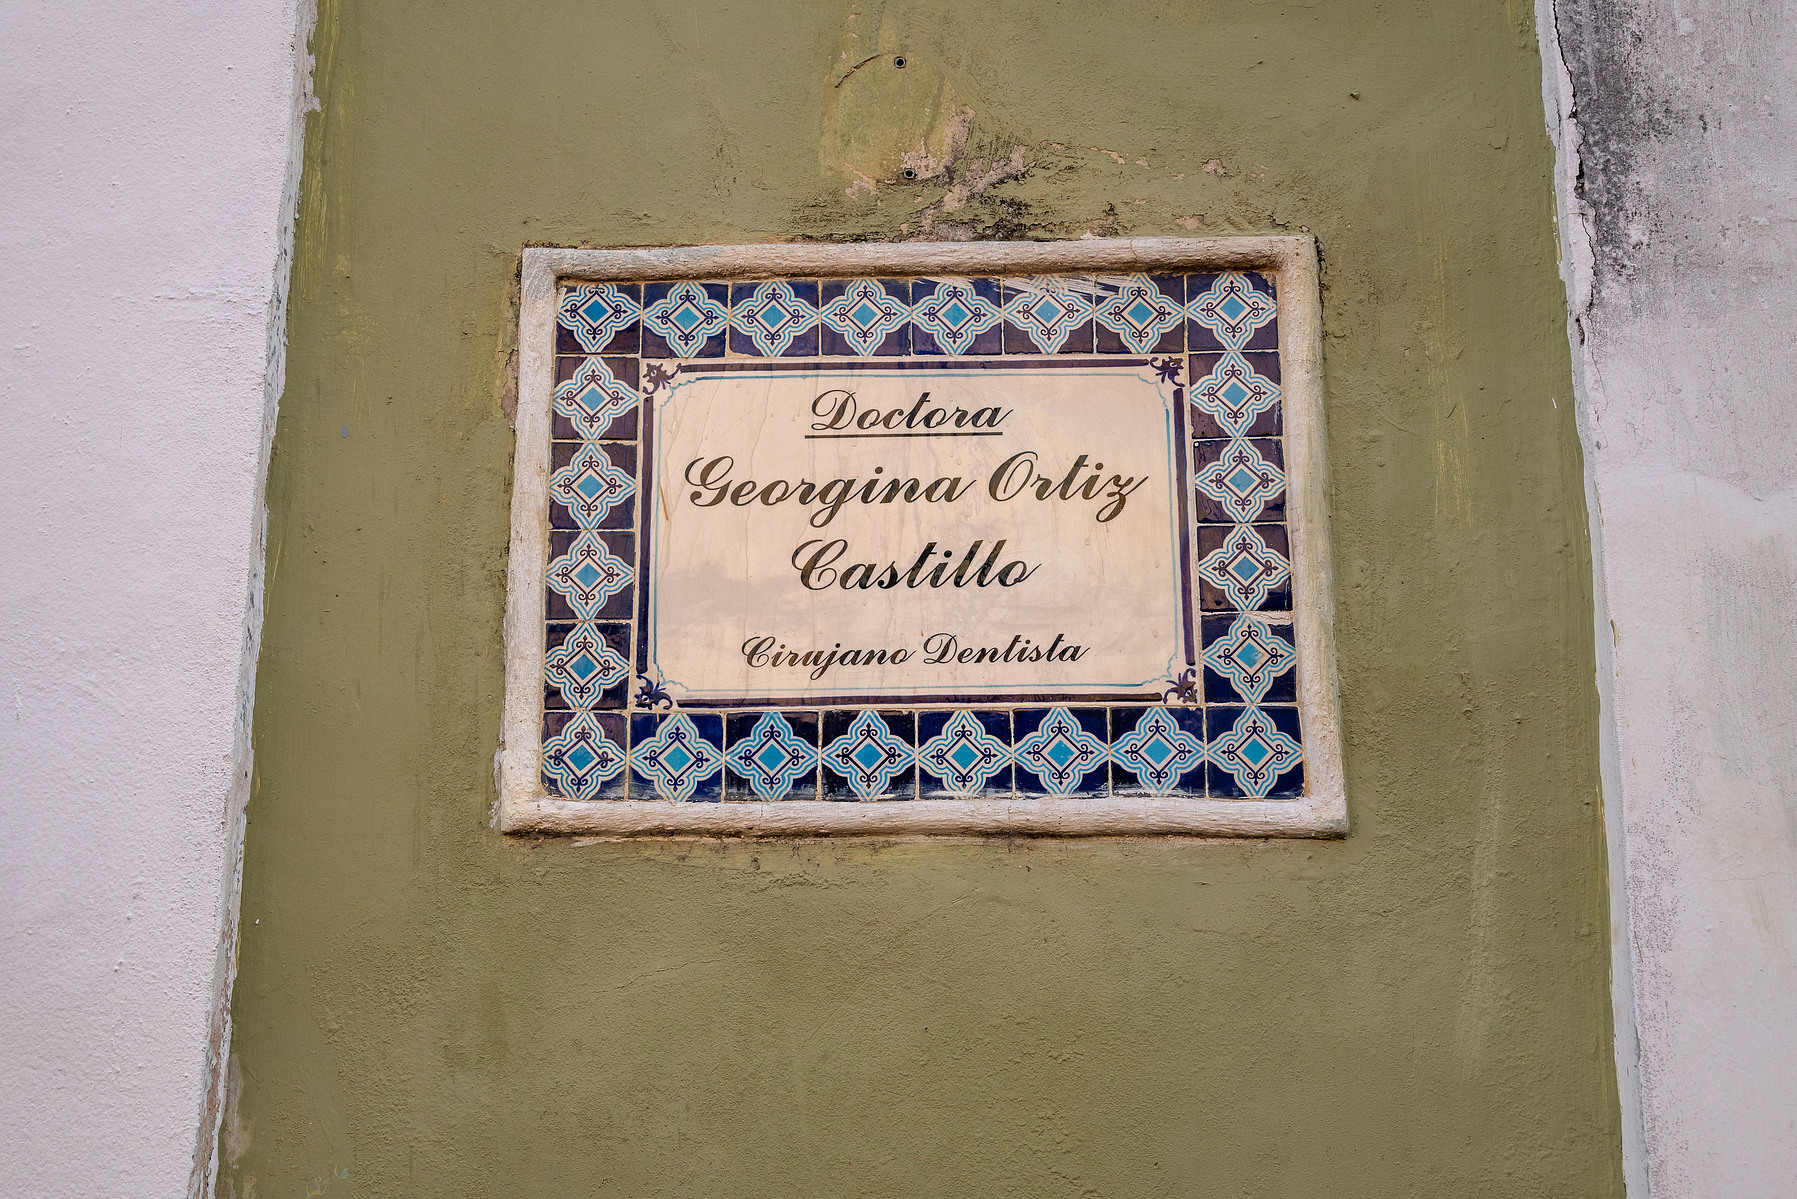 Doctora
Georgina Ortiz
Castillo
Cirujano Dentista